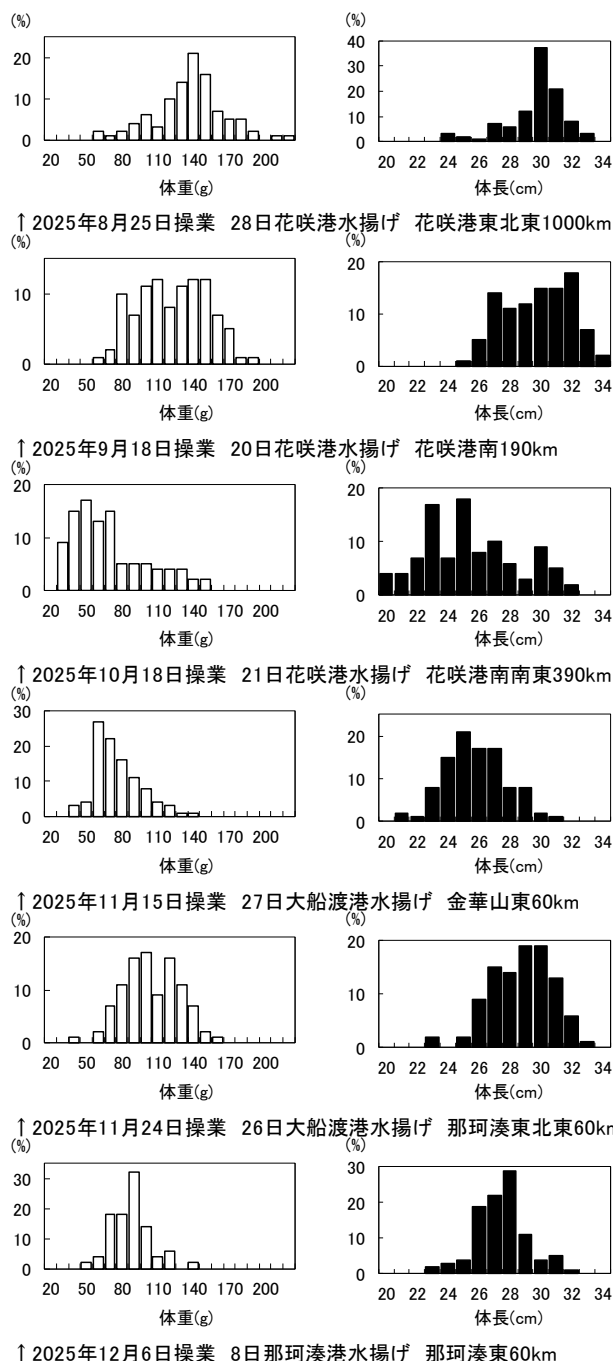 (%) (%)
20 40
30
10 20
10
0 0
20 50 80 110 140 170 200 20 22 24 26 28 30 32 34
体重(g) 体長(cm)
↑2025年8月25日操業 28日花咲港水揚げ 花咲港東北東1000km
(%) (%)
20
10 10
0 0
20 50 80 110 140 170 200 20 22 24 26 28 30 32 34
体重(g) 体長(cm)
↑2025年9月18日操業 20日花咲港水揚げ 花咲港南190km
(%) (%)
20 20
10 10
0 0
20 50 80 110 140 170 200 20 22 24 26 28 30 32 34
体重(g) 体長(cm)
↑2025年10月18日操業 21日花咲港水揚げ 花咲港南南東390km
(%) (%)
30
20 20
10 10
0 0
20 50 80 110 140 170 200 20 22 24 26 28 30 32 34
体重(g) 体長(cm)
↑2025年11月15日操業 27日大船渡港水揚げ 金華山東60km
(%) (%)
20 20
10 10
0 0
20 50 80 110 140 170 200 20 22 24 26 28 30 32 34
体重(g) 体長(cm)
↑2025年11月24日操業 26日大船渡港水揚げ 那珂湊東北東60km
(%) (%)
30 30
20 20
10 10
0 0
20 50 80 110 140 170 200 20 22 24 26 28 30 32 34
体重(g) 体長(cm)
↑2025年12月6日操業 8日那珂湊港水揚げ 那珂湊東60km